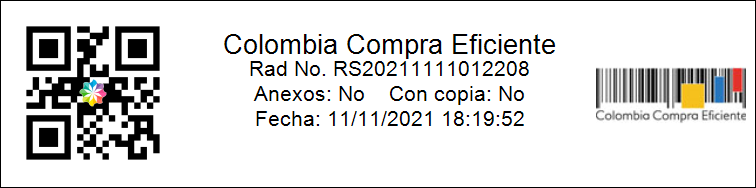 Colombia Compra Eficiente
Rad No. RS20211111012208
Anexos: No Con copia: No
Fecha: 11/11/2021 18:19:52
Colombia Compra Eficiente